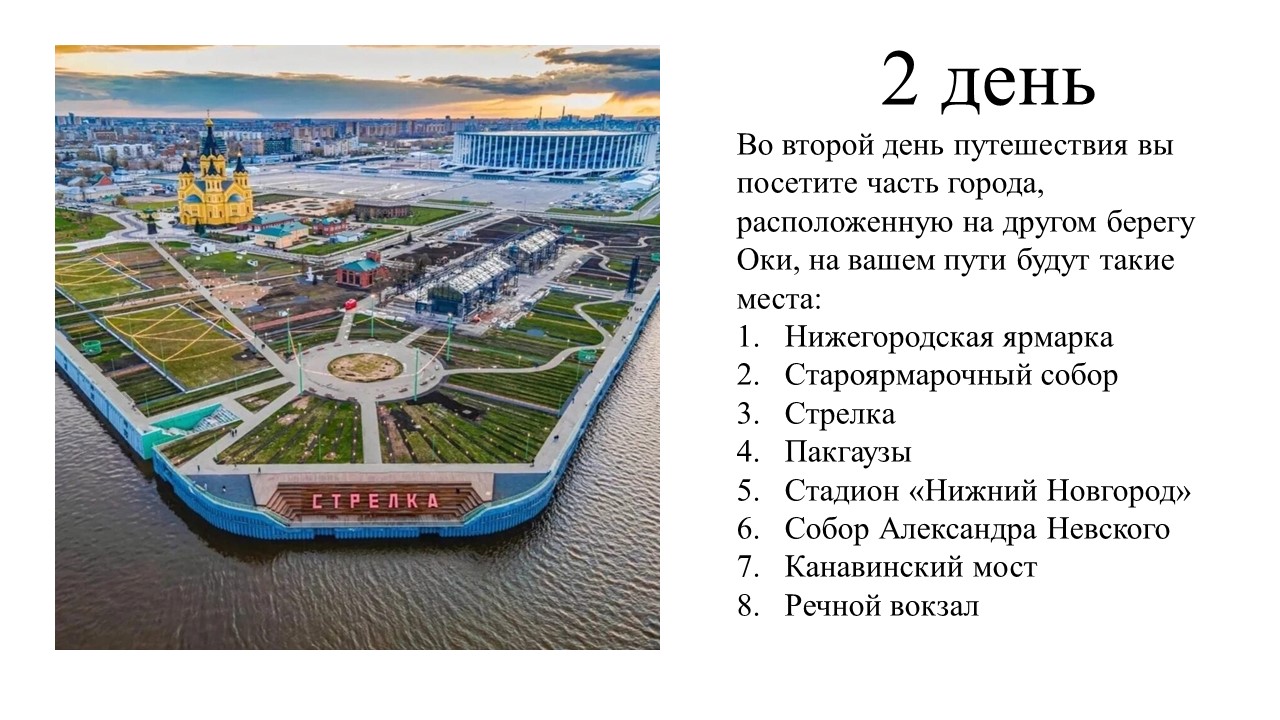 2 день
Во второй день путешествия вы
посетите часть города,
расположенную на другом берегу
Оки, на вашем пути будут такие
места:
1. Нижегородская ярмарка
2. Староярмарочный собор
3. Стрелка
4. Пакгаузы
5. Стадион «Нижний Новгород»
6. Собор Александра Невского
7. Канавинский мост
8. Речной вокзал
СТРЕЛКА